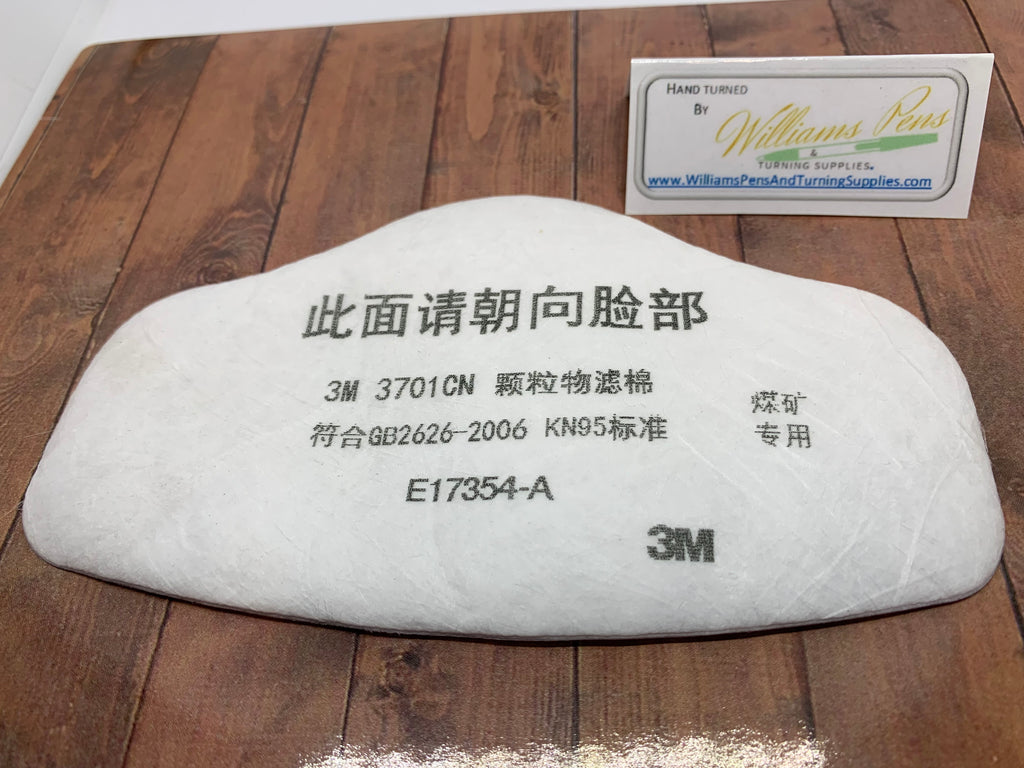 HAND TURNED
BY
Williams Pens
&
TURNING SUPPLIES.
www.WilliamsPensAndTurningSupplies.com
此面请朝向脸部
3M 3701CN 颗粒物滤棉
符合GB2626-2006 KN95标准
煤矿
专用
E17354-A
3M